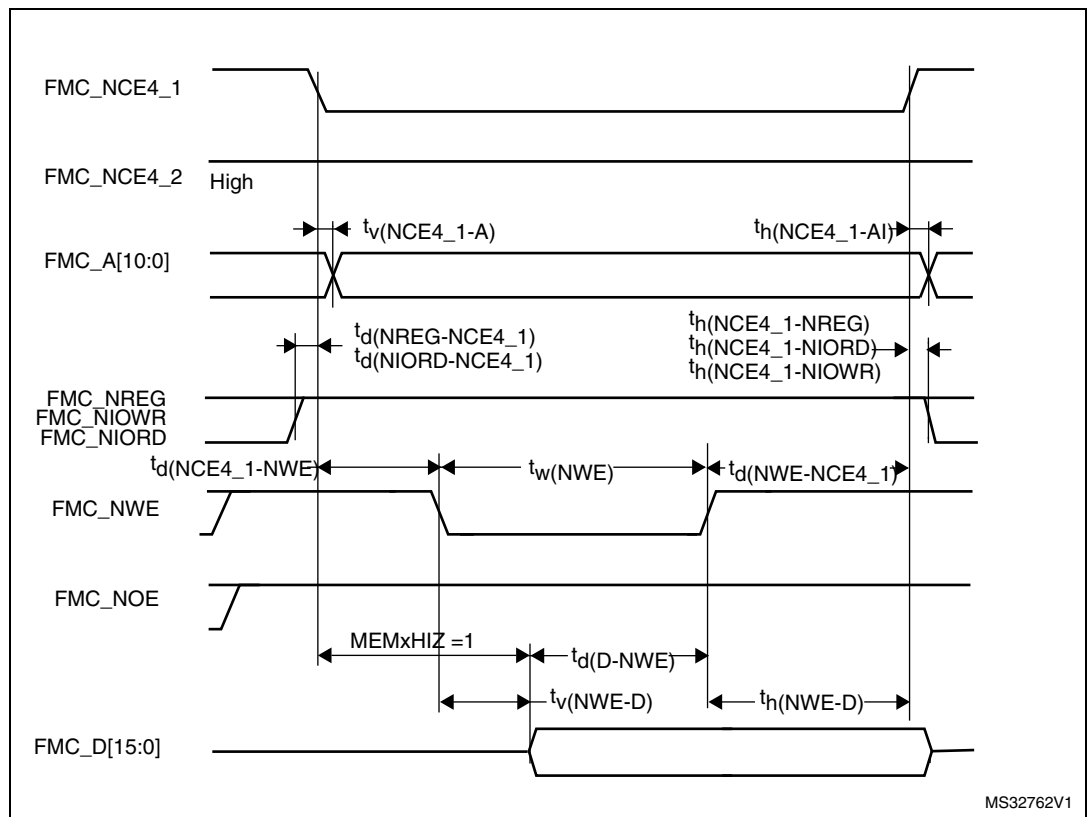 FMC_NCE4_1
FMC_NCE4_2 High
tv(NCE4_1-A)
th(NCE4_1-AI)
FMC_A[10:0]
td(NREG-NCE4_1)
td(NIORD-NCE4_1)
th(NCE4_1-NREG)
th(NCE4_1-NIORD)
th(NCE4_1-NIOWR)
FMC_NREG
FMC_NIOWR
FMC_NIORD
td(NCE4_1-NWE)
tw(NWE)
td(NWE-NCE4_1)
FMC_NWE
FMC_NOE
MEMxHIZ =1
td(D-NWE)
tv(NWE-D)
th(NWE-D)
FMC_D[15:0]
MS32762V1